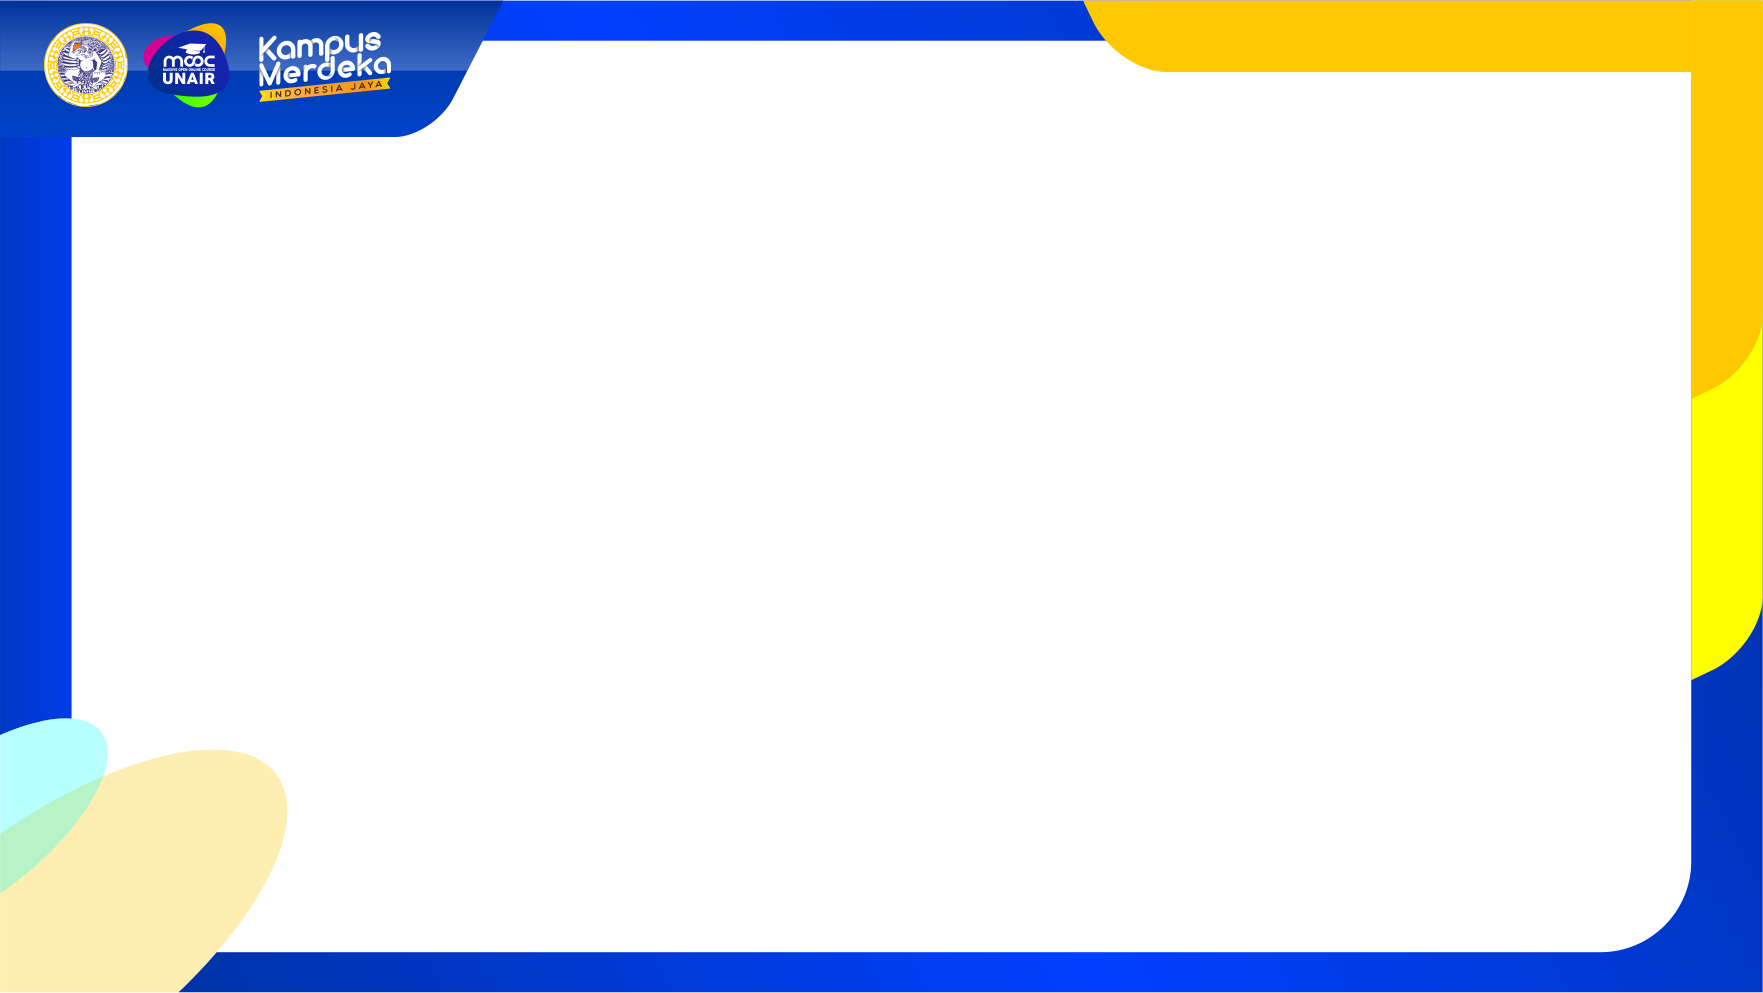 mooc
MASSIVE OPEN ONLINE COURSE
UNAIR
Kampus
Merdeka
INDONESIA JAYA